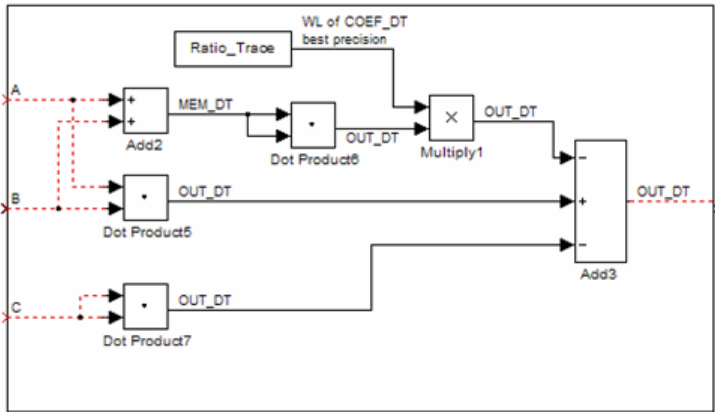 WL of COEF_DT
best precision
Ratio_Trace
A
+
+
MEM_DT
Add2
OUT_DT
Dot Product6
×
OUT_DT
Multiply1
−
B
OUT_DT
+
OUT_DT
Dot Product5
−
Add3
C
OUT_DT
Dot Product7